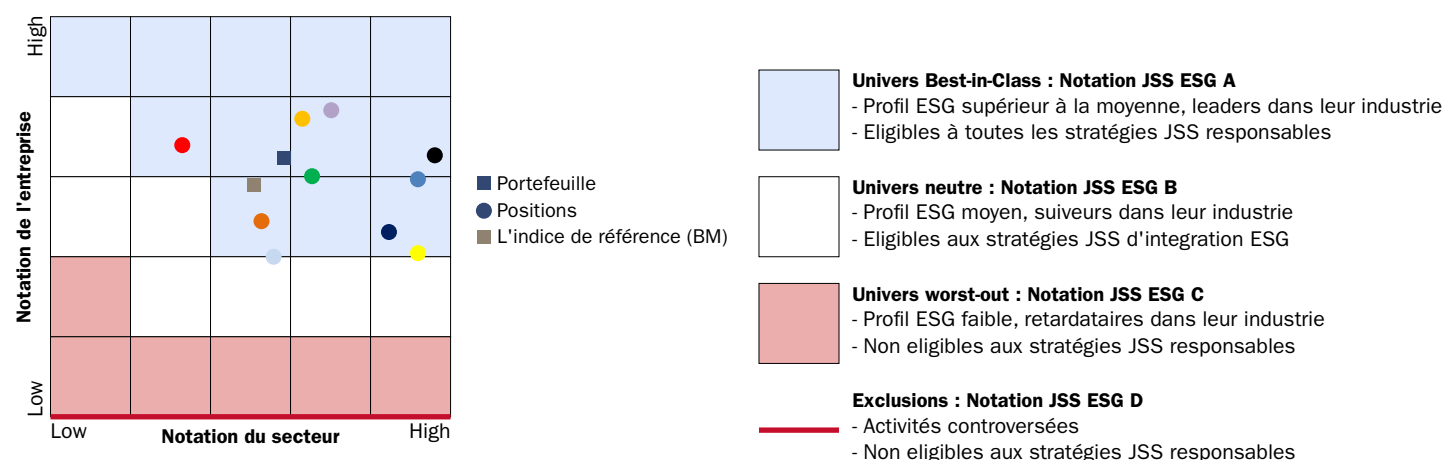 High
Notation de l'entreprise
Low
Low
Notation du secteur
High
Portefeuille
Positions
L'indice de référence (BM)
Univers Best-in-Class : Notation JSS ESG A
- Profil ESG supérieur à la moyenne, leaders dans leur industrie
- Eligibles à toutes les stratégies JSS responsables
Univers neutre : Notation JSS ESG B
- Profil ESG moyen, suiveurs dans leur industrie
- Eligibles aux stratégies JSS d'integration ESG
Univers worst-out : Notation JSS ESG C
- Profil ESG faible, retardataires dans leur industrie
- Non eligibles aux stratégies JSS responsables
Exclusions : Notation JSS ESG D
- Activités controversées
- Non eligibles aux stratégies JSS responsables